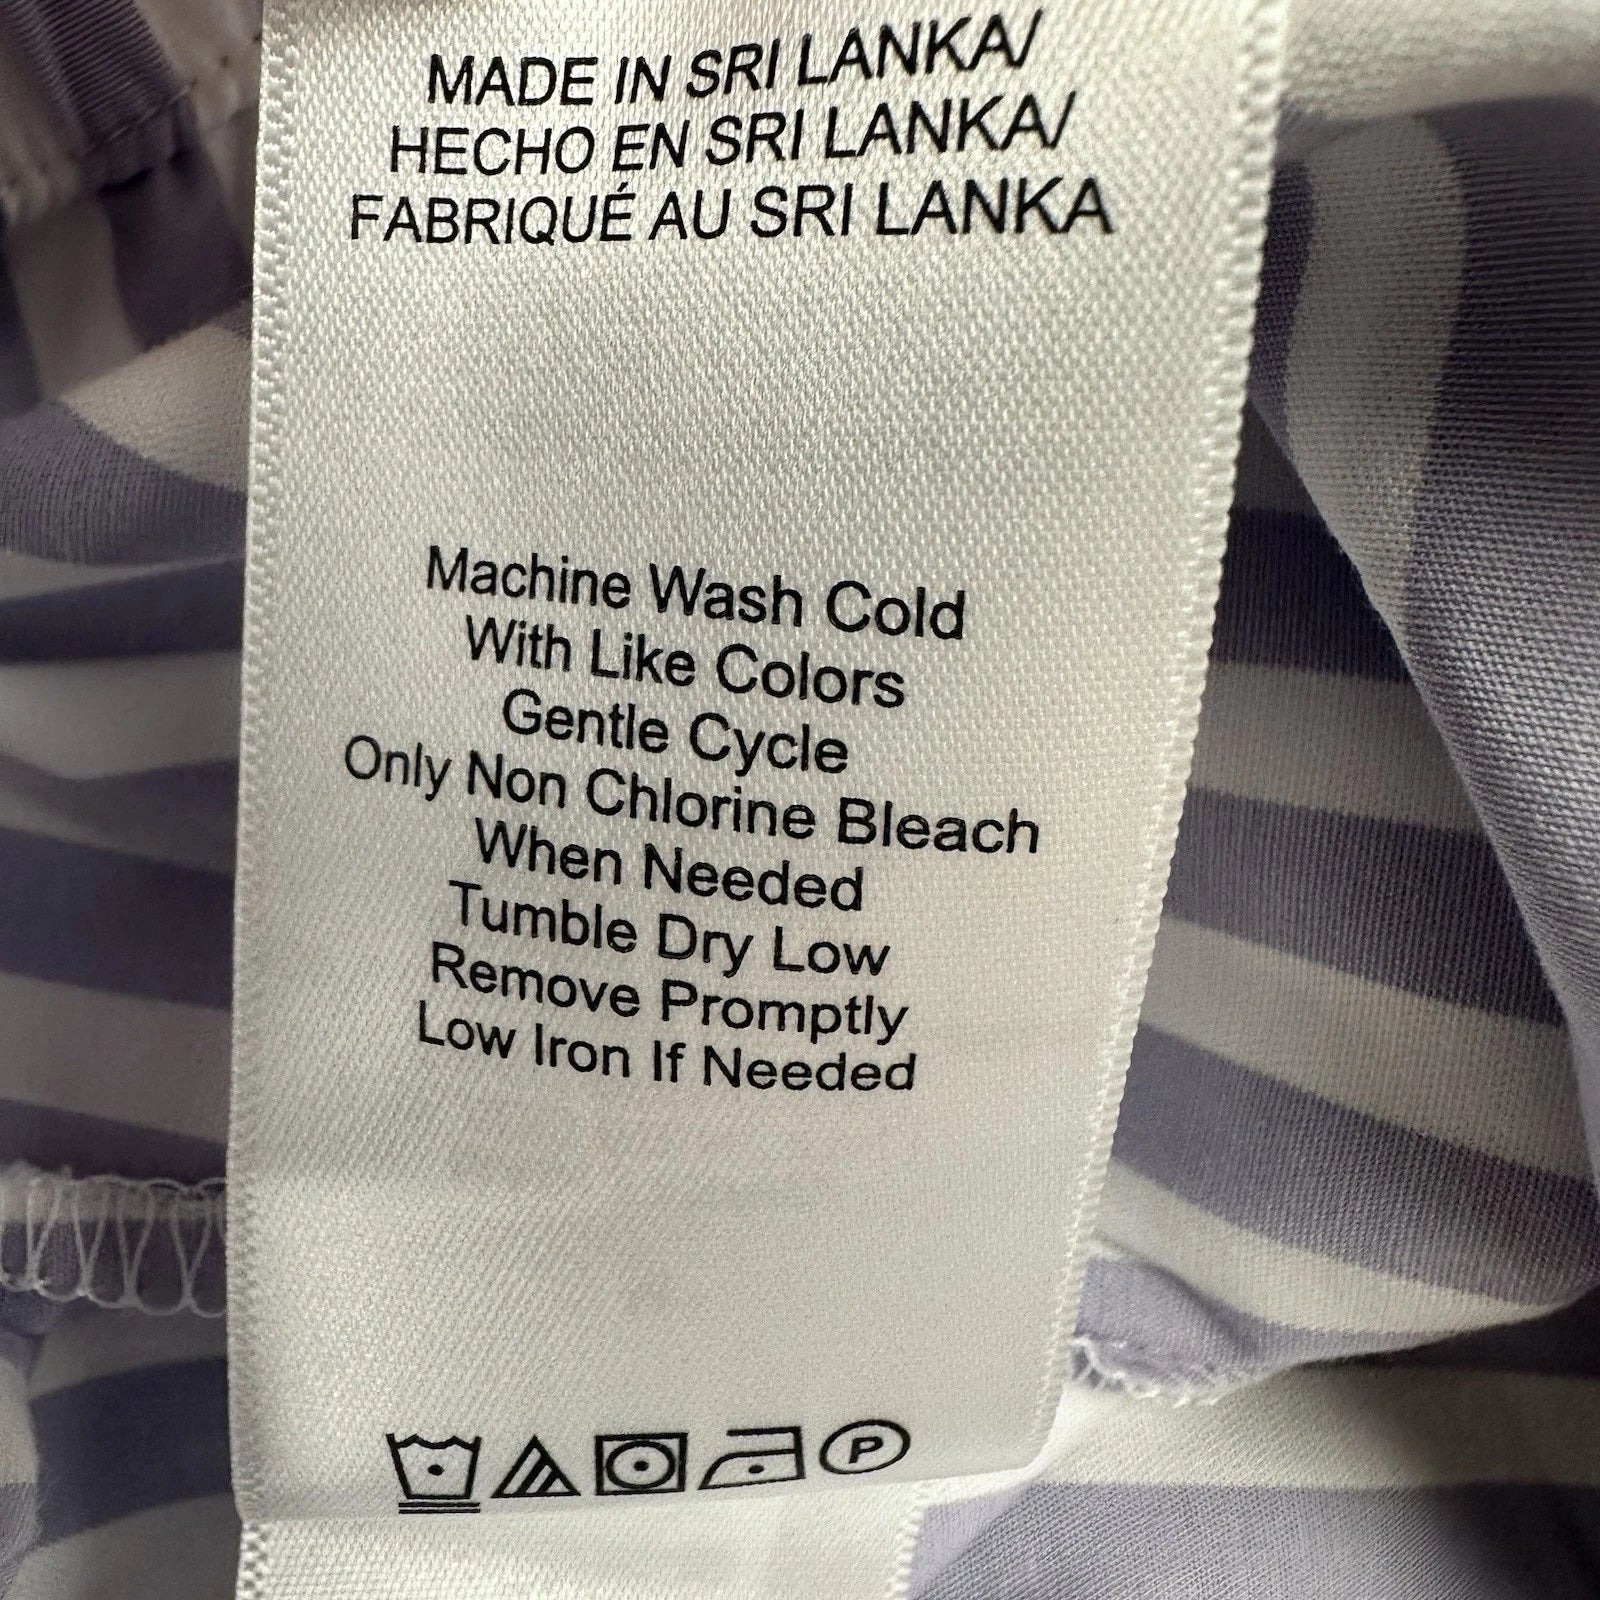 MADE IN SRI LANKA/
HECHO EN SRI LANKA/
FABRIQUÉ AU SRI LANKA
Machine Wash Cold
With Like Colors
Gentle Cycle
Only Non Chlorine Bleach
When Needed
Tumble Dry Low
Remove Promptly
Low Iron If Needed
P